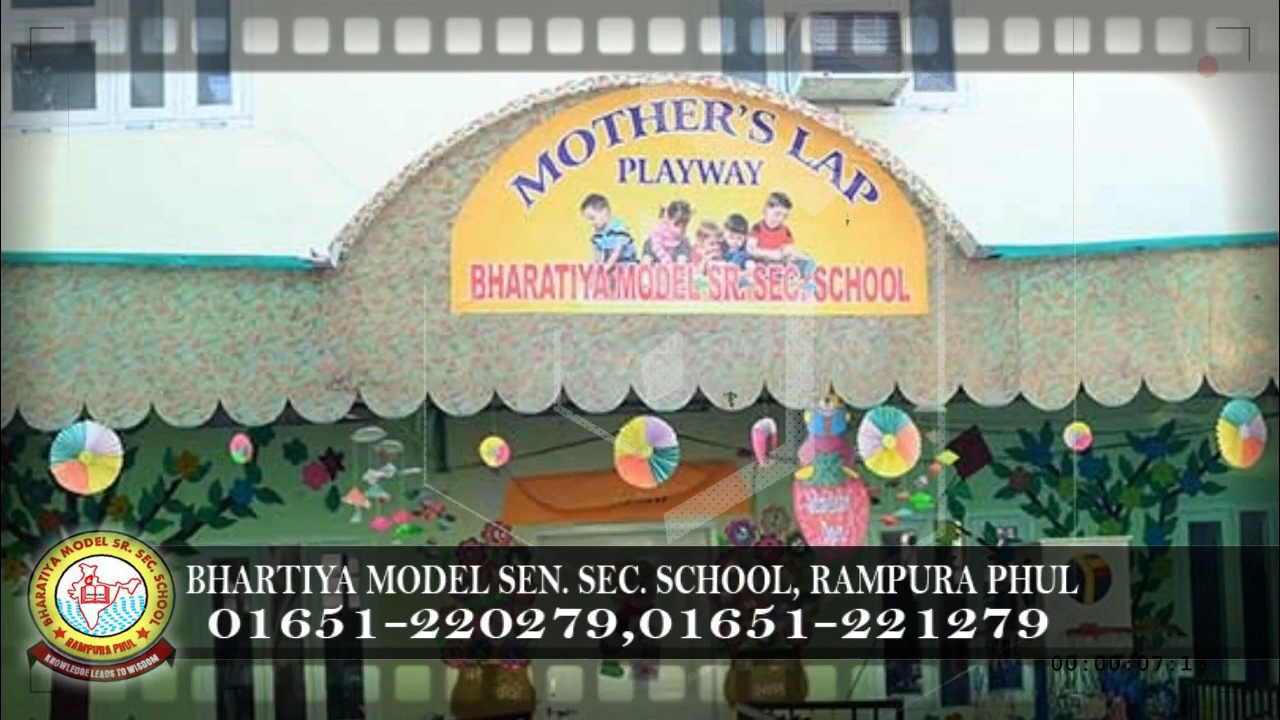 MOTHER'S LAP
PLAYWAY
BHARATIYA MODEL SR. SEC. SCHOOL
BHARATIYA MODEL SR. SEC. SCHOOL
RAMPURA PHUL
KNOWLEDGE LEADS TO WISDOM
BHARTIYA MODEL SEN. SEC. SCHOOL, RAMPURA PHUL
01651-220279,01651-221279